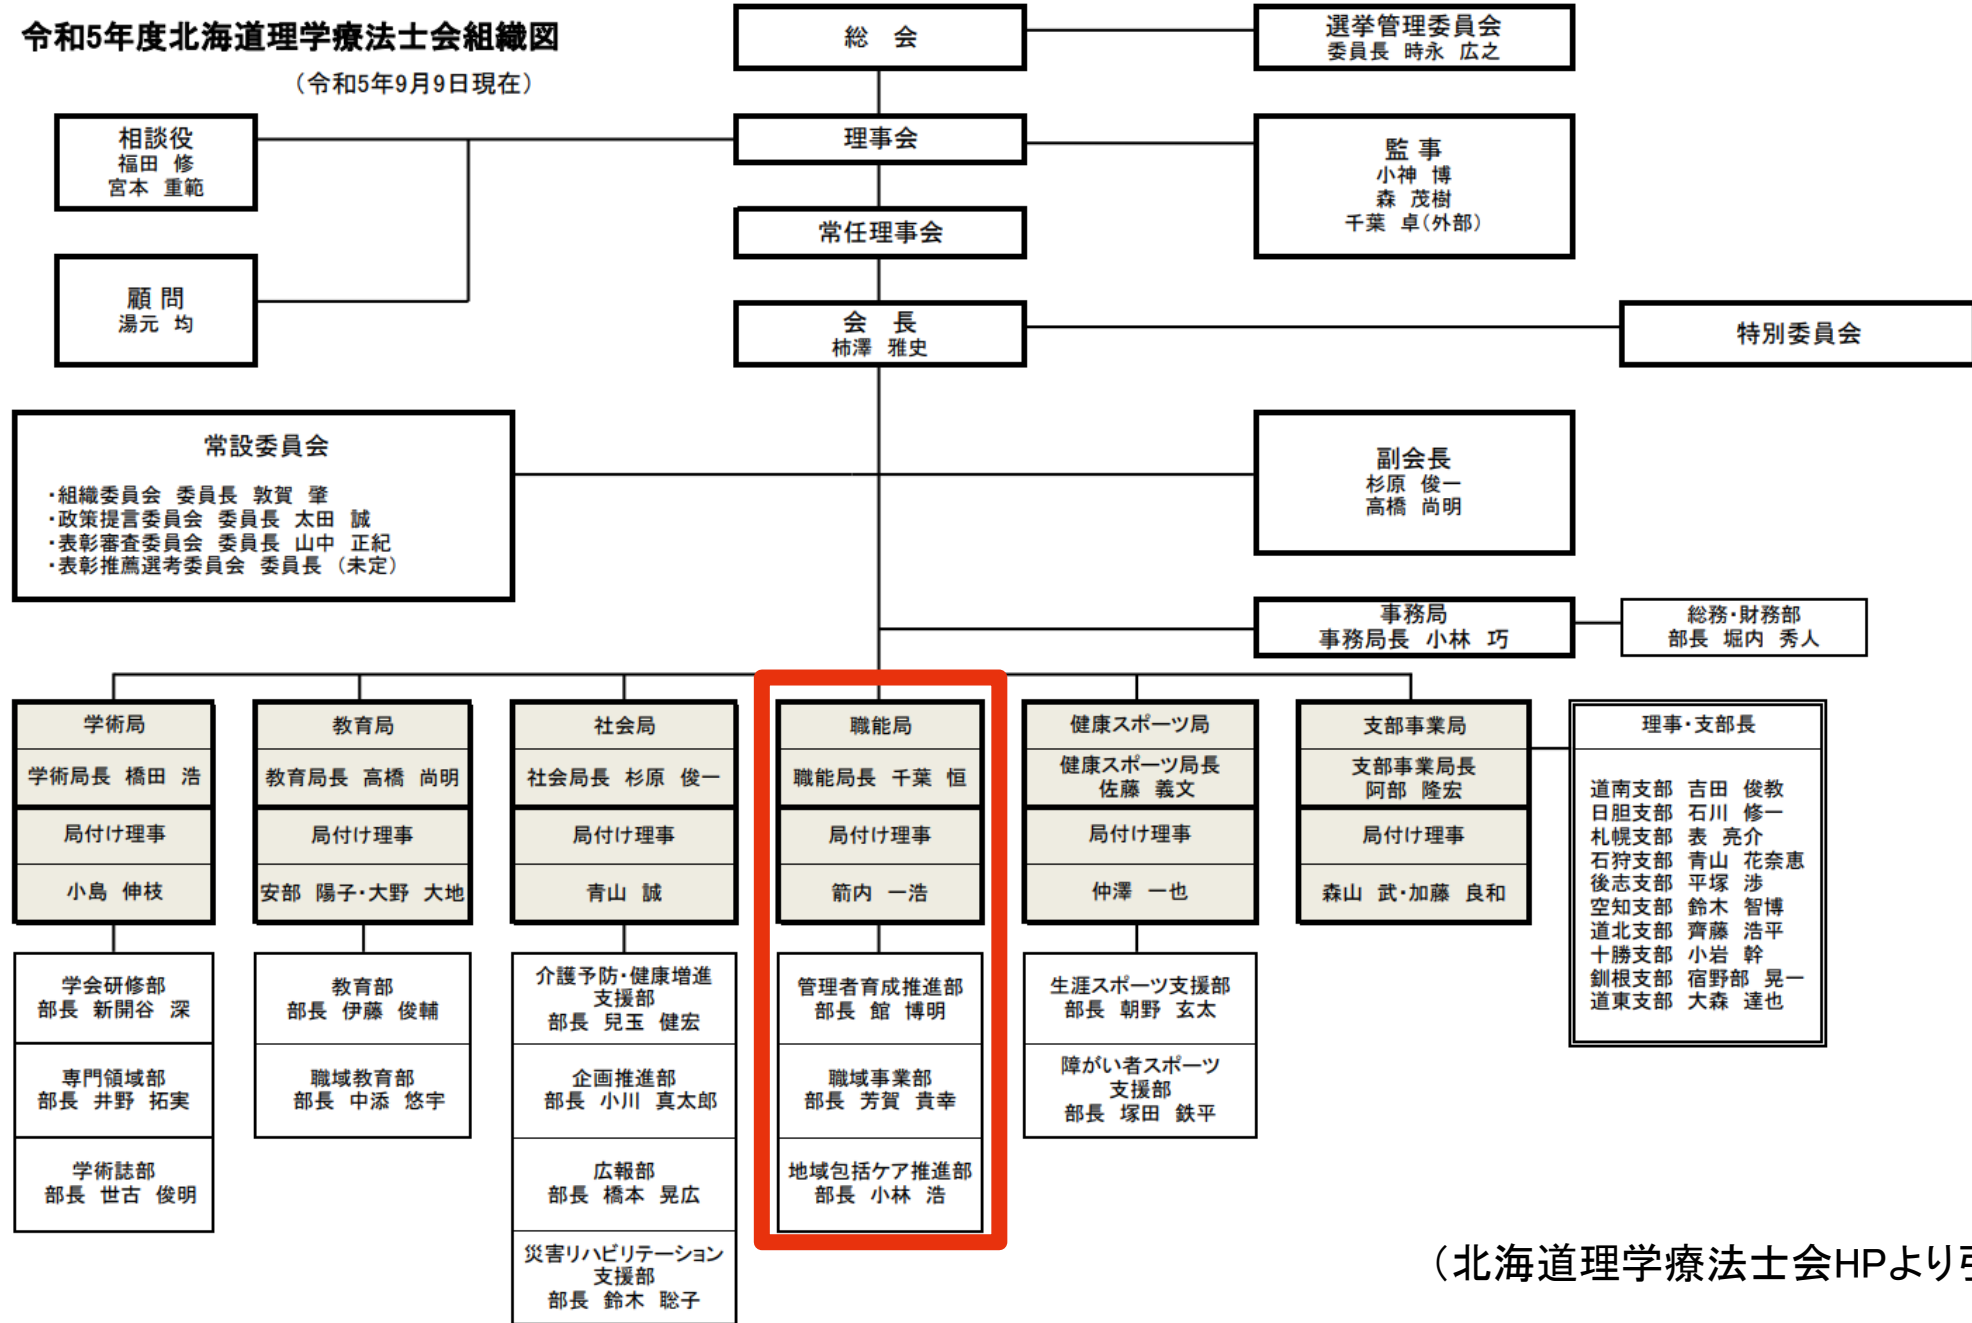 令和5年度北海道理学療法士会組織図
（令和5年9月9日現在）
総 会
選挙管理委員会
委員長 時永 広之
相談役
福田 修
宮本 重範
理事会
監 事
小神 博
森 茂樹
千葉 卓（外部）
常任理事会
顧 問
湯元 均
会 長
柿澤 雅史
特別委員会
常設委員会
・組織委員会 委員長 敦賀 肇
・政策提言委員会 委員長 太田 誠
・表彰審査委員会 委員長 山中 正紀
・表彰推薦選考委員会 委員長 （未定）
副会長
杉原 俊一
高橋 尚明
事務局
事務局長 小林 巧
総務・財務部
部長 堀内 秀人
学術局
学術局長 橋田 浩
局付け理事
小島 伸枝
学会研修部
部長 新開谷 深
専門領域部
部長 井野 拓実
学術誌部
部長 世古 俊明
教育局
教育局長 高橋 尚明
局付け理事
安部 陽子・大野 大地
教育部
部長 伊藤 俊輔
職域教育部
部長 中添 悠宇
社会局
社会局長 杉原 俊一
局付け理事
青山 誠
介護予防・健康増進
支援部
部長 兒玉 健宏
企画推進部
部長 小川 真太郎
広報部
部長 橋本 晃広
災害リハビリテーション
支援部
部長 鈴木 聡子
職能局
職能局長 千葉 恒
局付け理事
箭内 一浩
管理者育成推進部
部長 館 博明
職域事業部
部長 芳賀 貴幸
地域包括ケア推進部
部長 小林 浩
健康スポーツ局
健康スポーツ局長
佐藤 義文
局付け理事
仲澤 一也
生涯スポーツ支援部
部長 朝野 玄太
障がい者スポーツ
支援部
部長 塚田 鉄平
支部事業局
支部事業局長
阿部 隆宏
局付け理事
森山 武・加藤 良和
理事・支部長
道南支部 吉田 俊教
日胆支部 石川 修一
札幌支部 表 亮介
石狩支部 青山 花奈恵
後志支部 平塚 渉
空知支部 鈴木 智博
道北支部 齊藤 浩平
十勝支部 小岩 幹
釧根支部 宿野部 晃一
道東支部 大森 達也
（北海道理学療法士会HPより